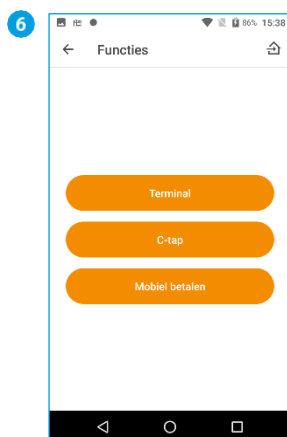 6
86% 15:38
Functies
Terminal
C-tap
Mobiel betalen